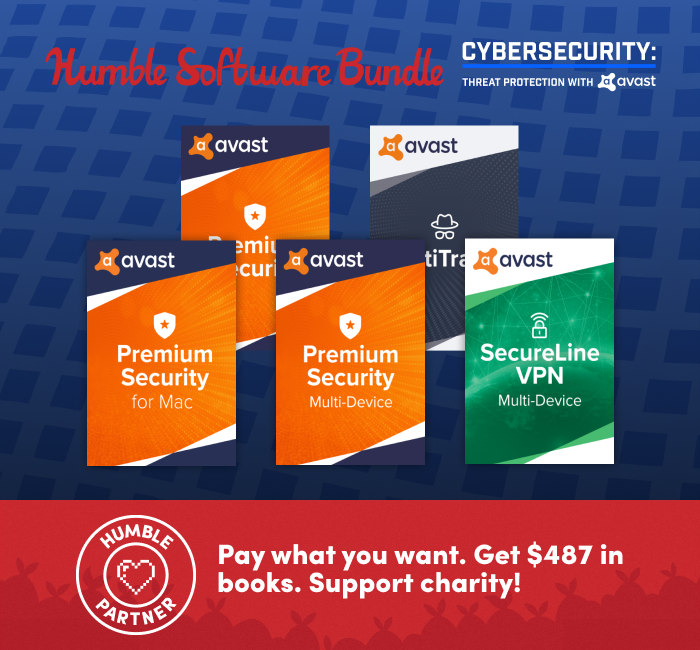 Humble Software Bundle
CYBERSECURITY:
THREAT PROTECTION WITH avast
avast
avast
avast
Premium
Security
for Mac
avast
Premium
Security
Multi-Device
avast
SecureLine
VPN
Multi-Device
HUMBLE
PARTNER
Pay what you want. Get $487 in
books. Support charity!